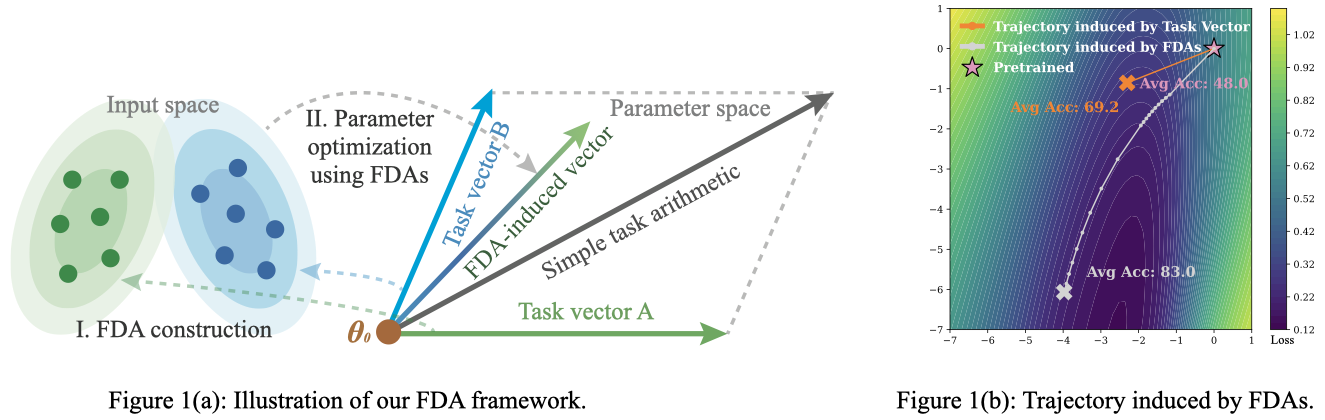 Input space
II. Parameter
optimization
using FDAs
I. FDA construction
θ₀
Task vector B
FDA-induced vector
Simple task arithmetic
Parameter space
Task vector A
Figure 1(a): Illustration of our FDA framework.
Trajectory induced by Task Vector
Trajectory induced by FDAs
Pretrained
Avg Acc: 48.0
Avg Acc: 69.2
Avg Acc: 83.0
1
0
−1
−2
−3
−4
−5
−6
−7
−7 −6 −5 −4 −3 −2 −1 0 1
1.02
0.92
0.82
0.72
0.62
0.52
0.42
0.32
0.22
0.12
Loss
Figure 1(b): Trajectory induced by FDAs.